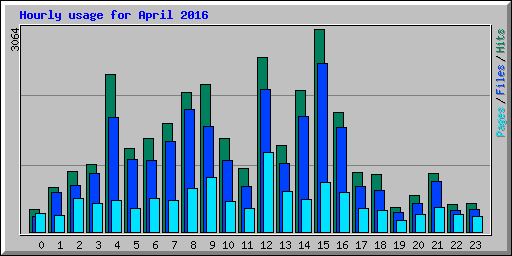 Hourly usage for April 2016
3064
Pages / Files / Hits
0 1 2 3 4 5 6 7 8 9 10 11 12 13 14 15 16 17 18 19 20 21 22 23